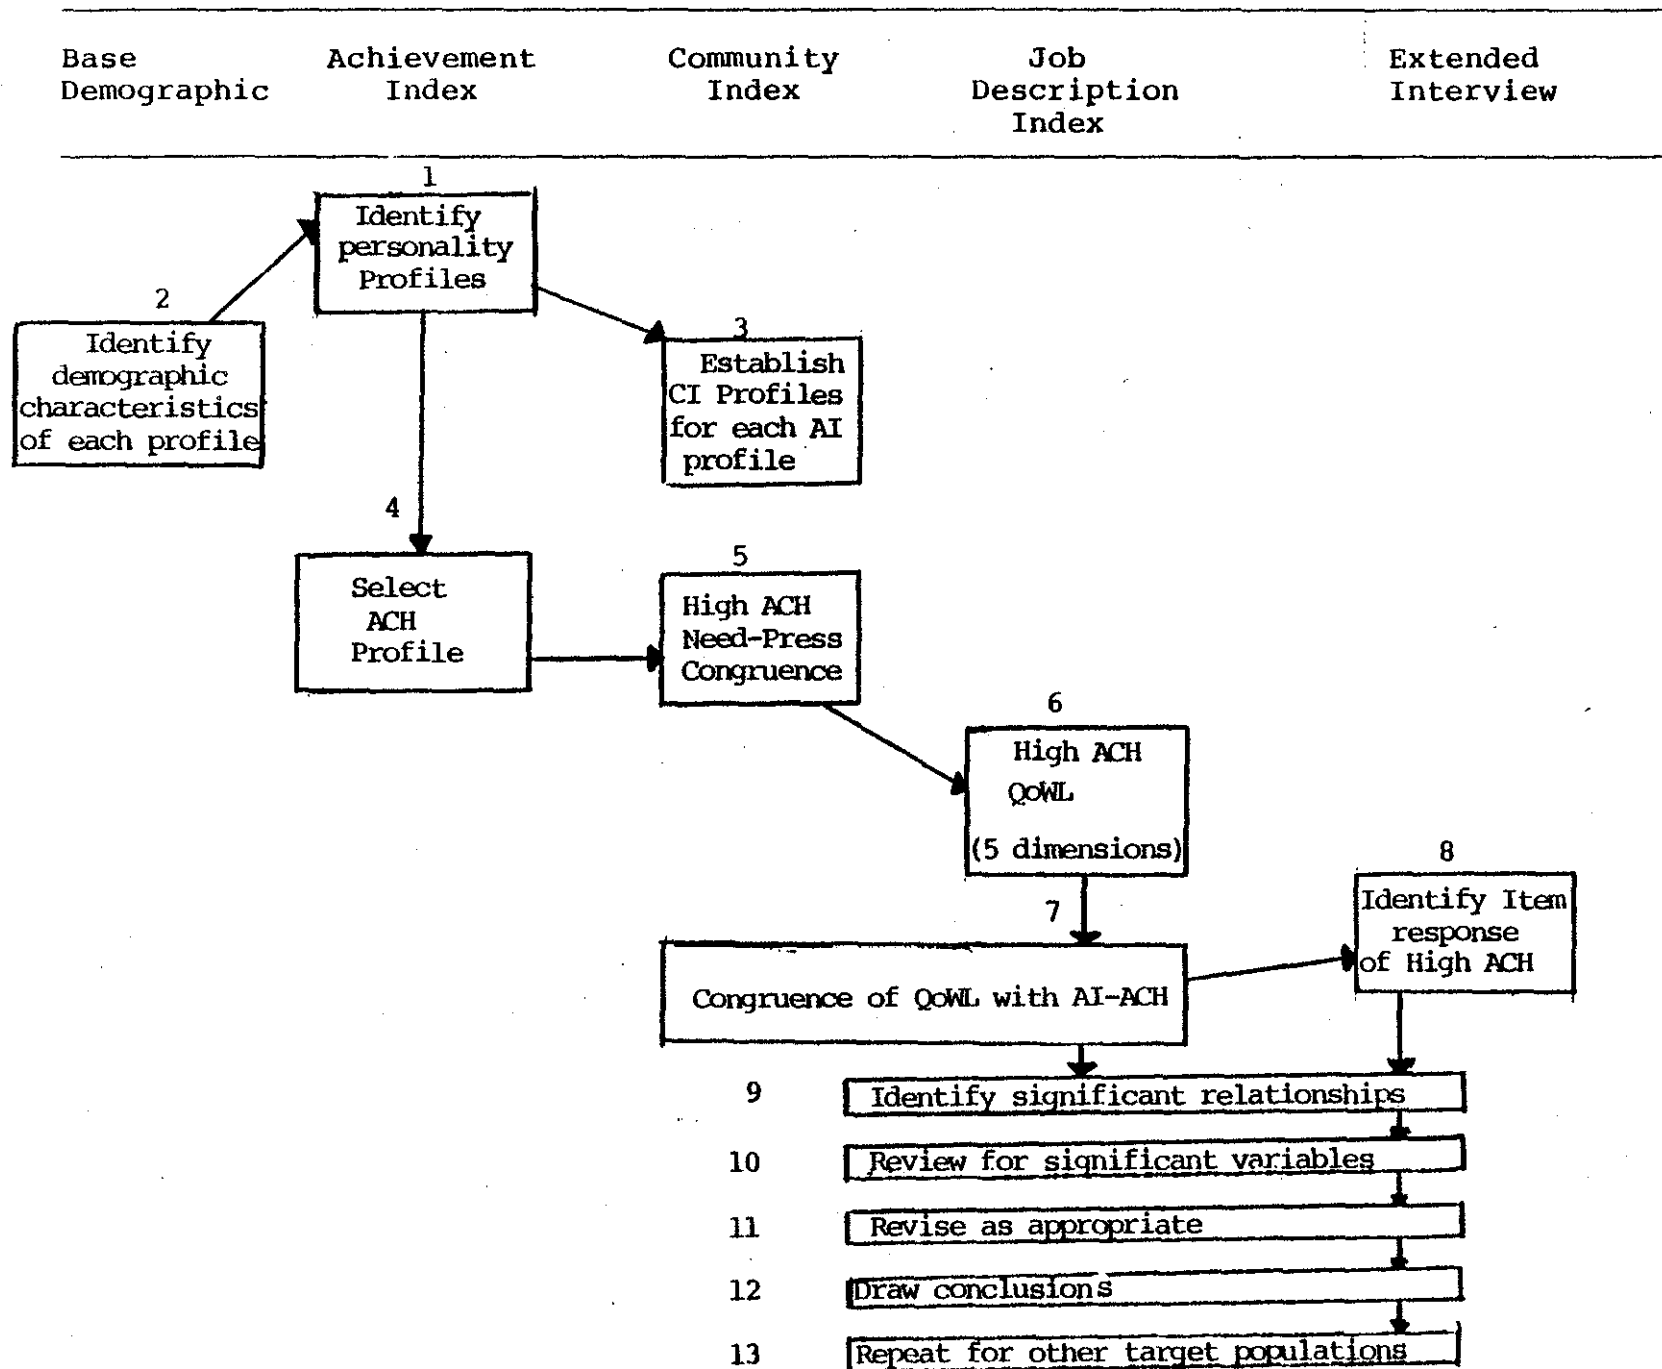 Base
Demographic
Achievement
Index
Community
Index
Job
Description
Index
Extended
Interview
1
Identify
personality
Profiles
2
Identify
demographic
characteristics
of each profile
3
Establish
CI Profiles
for each AI
profile
4
Select
ACH
Profile
5
High ACH
Need-Press
Congruence
6
High ACH
QoWL
(5 dimensions)
7
Congruence of QoWL with AI-ACH
8
Identify Item
response
of High ACH
9 Identify significant relationships
10 Review for significant variables
11 Revise as appropriate
12 Draw conclusions
13 Repeat for other target populations